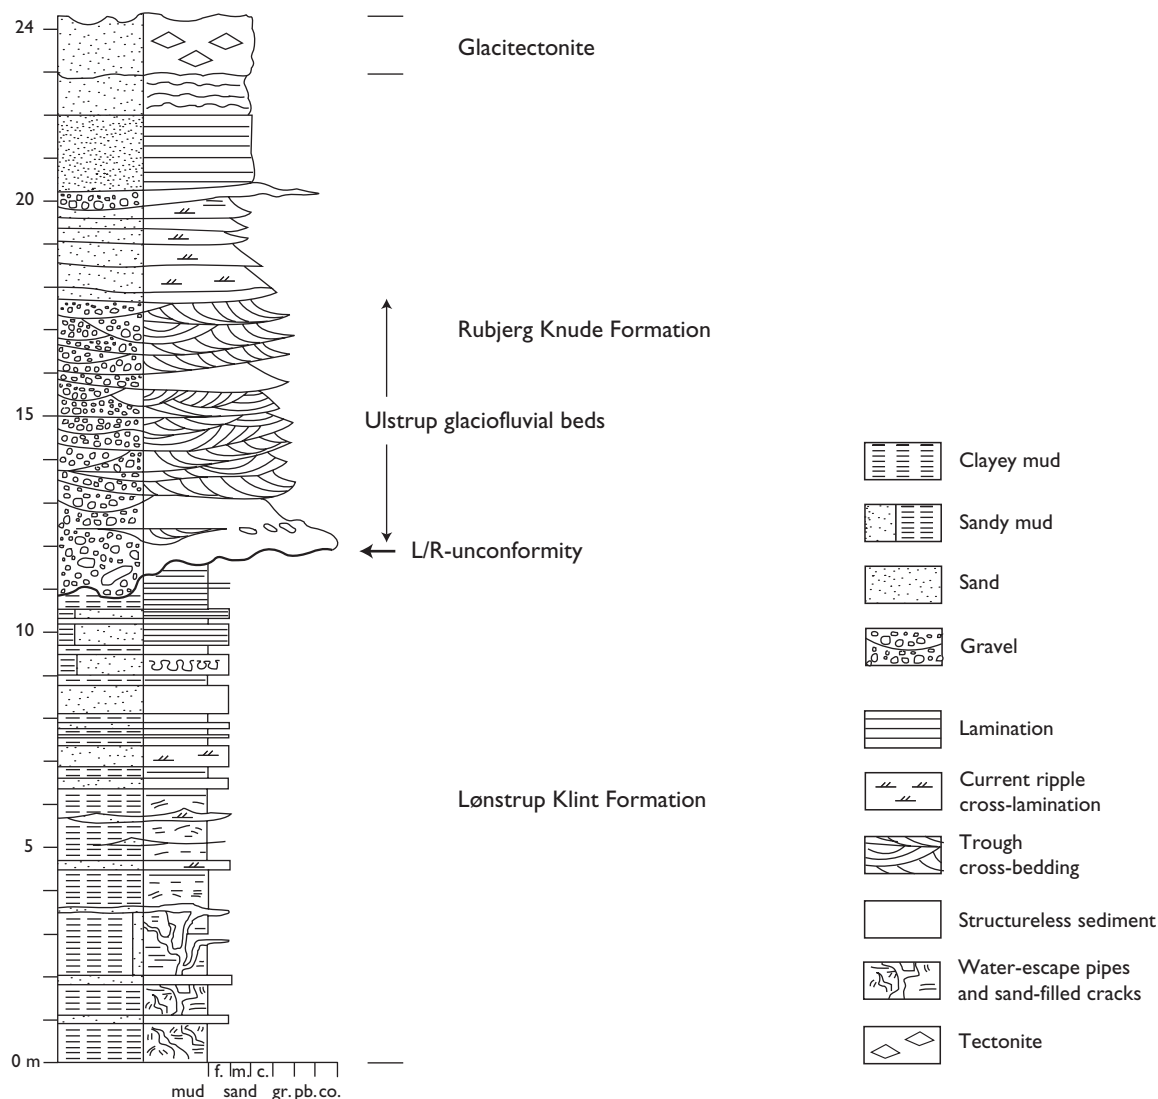 24
20
15
10
5
0 m
f. m. c.
mud sand gr. pb. co.
Glacitectonite
Rubjerg Knude Formation
Ulstrup glaciofluvial beds
L/R-unconformity
Lønstrup Klint Formation
Clayey mud
Sandy mud
Sand
Gravel
Lamination
Current ripple
cross-lamination
Trough
cross-bedding
Structureless sediment
Water-escape pipes
and sand-filled cracks
Tectonite